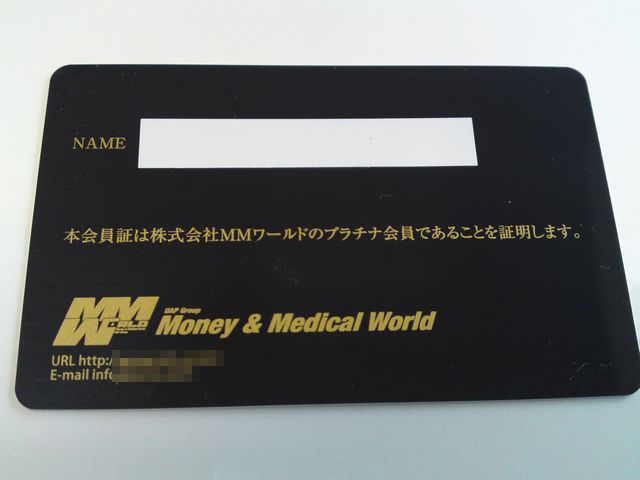 NAME
本会員証は株式会社MMワールドのプラチナ会員であることを証明します。
MM
WORLD
UAP Group
Money & Medical World
URL http:/
E-mail info